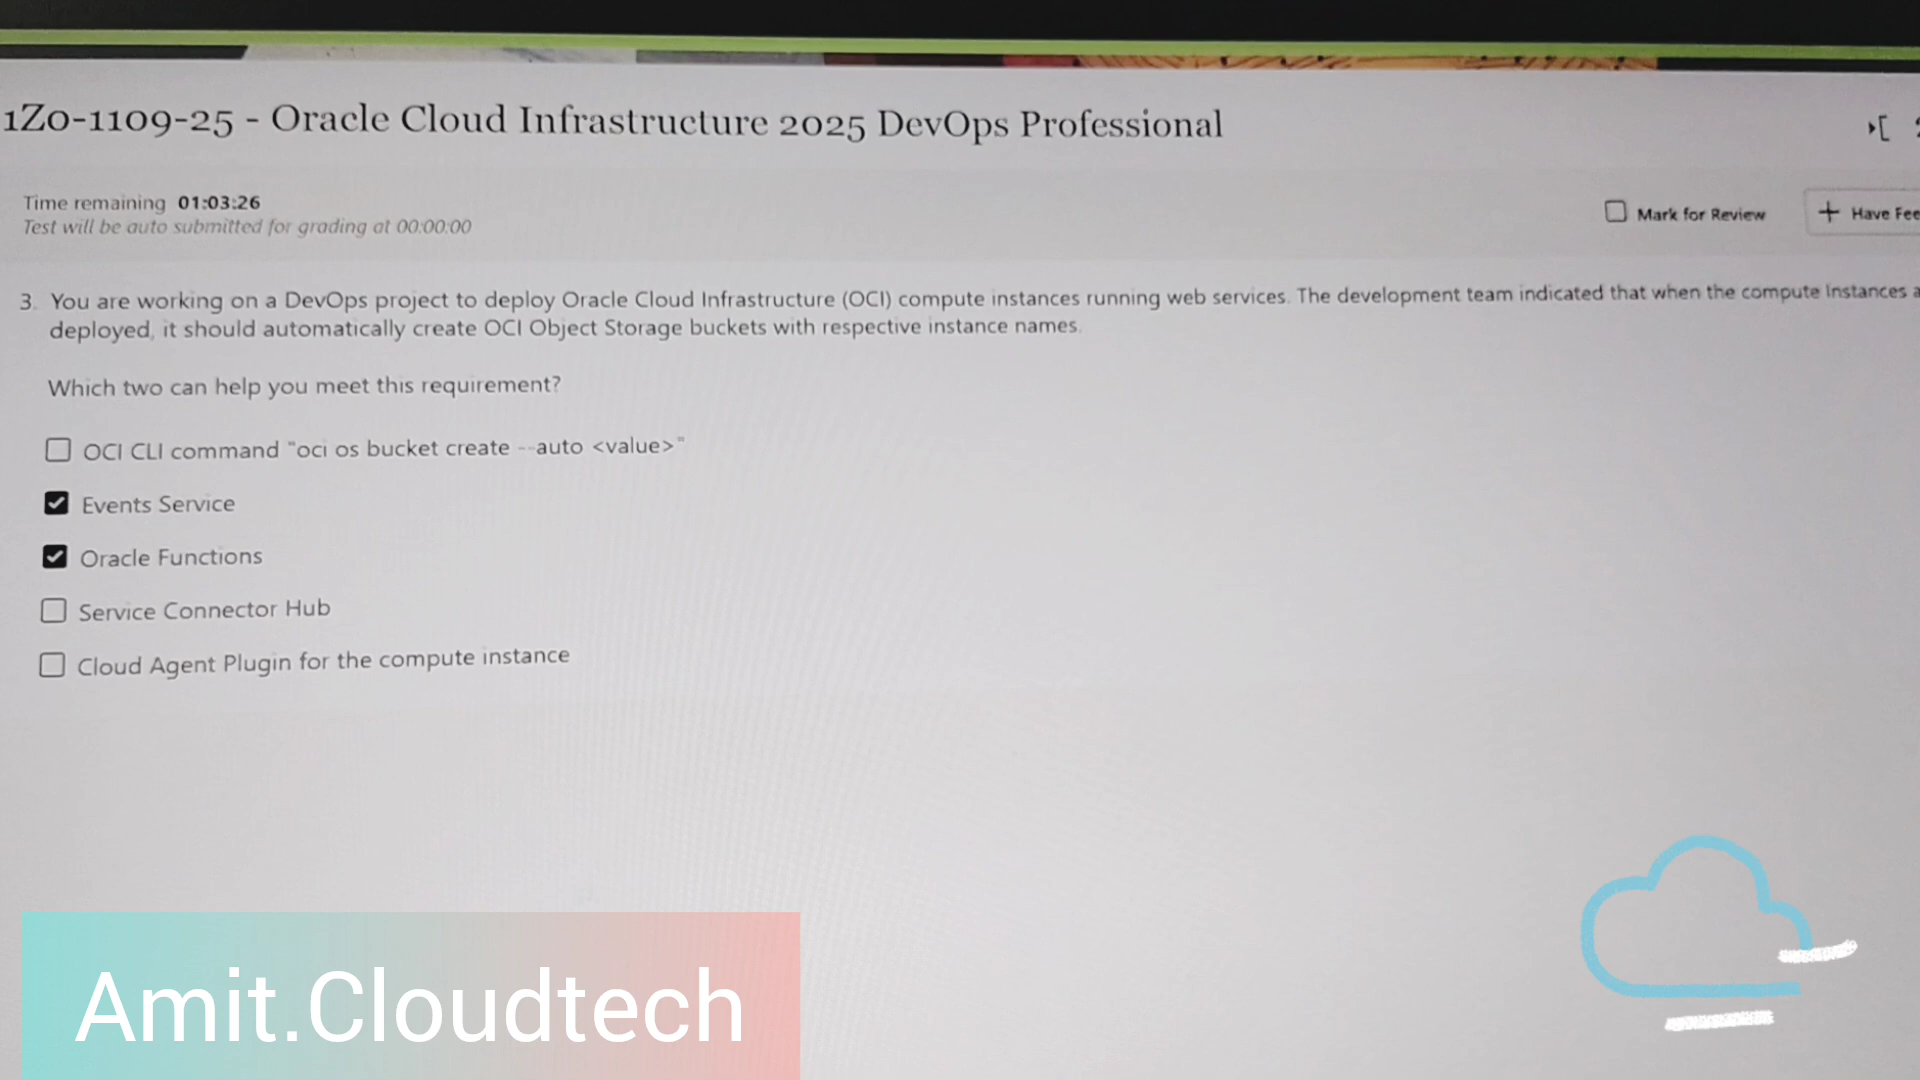 1Z0-1109-25 - Oracle Cloud Infrastructure 2025 DevOps Professional
Time remaining 01:03:26
Test will be auto submitted for grading at 00:00:00
Mark for Review
+ Have Fee
3. You are working on a DevOps project to deploy Oracle Cloud Infrastructure (OCI) compute instances running web services. The development team indicated that when the compute instances a
deployed, it should automatically create OCI Object Storage buckets with respective instance names.
Which two can help you meet this requirement?
OCI CLI command "oci os bucket create --auto <value>"
Events Service
Oracle Functions
Service Connector Hub
Cloud Agent Plugin for the compute instance
Amit.Cloudtech